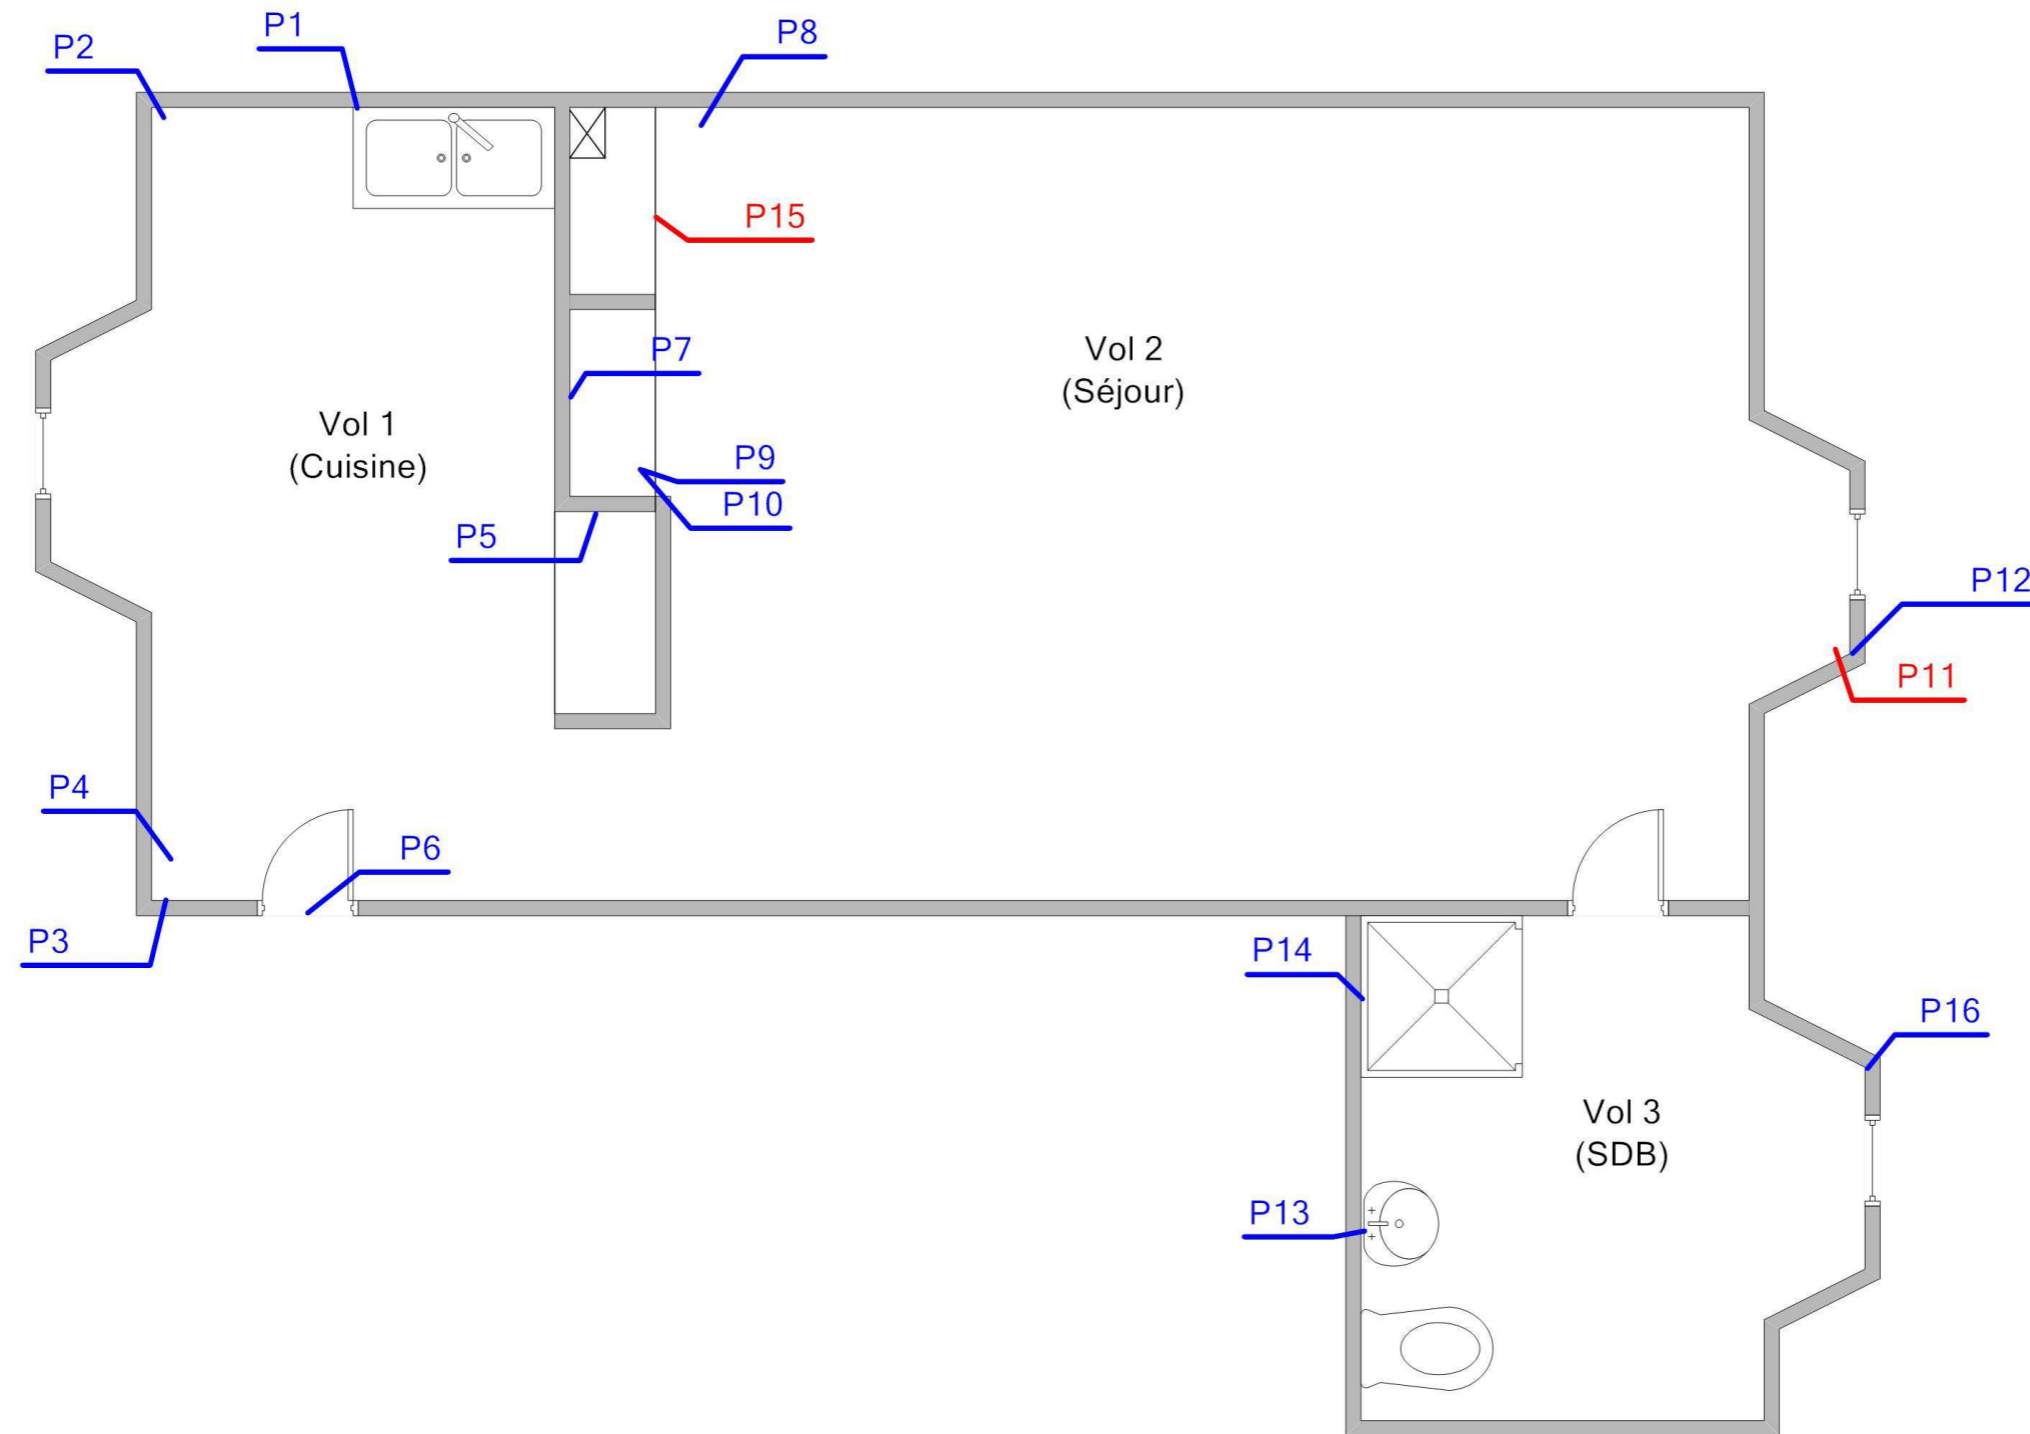 P1
P8
P2
P15
Vol 2
(Séjour)
P7
Vol 1
(Cuisine)
P9
P10
P5
P12
P11
P4
P6
P3
P14
P16
Vol 3
(SDB)
P13